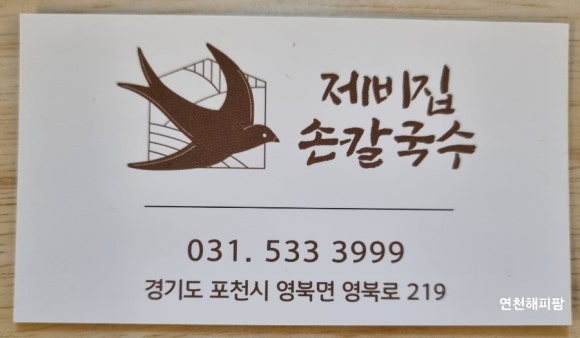 제비집
손칼국수
031. 533 3999
경기도 포천시 영북면 영북로 219
연천해피팜